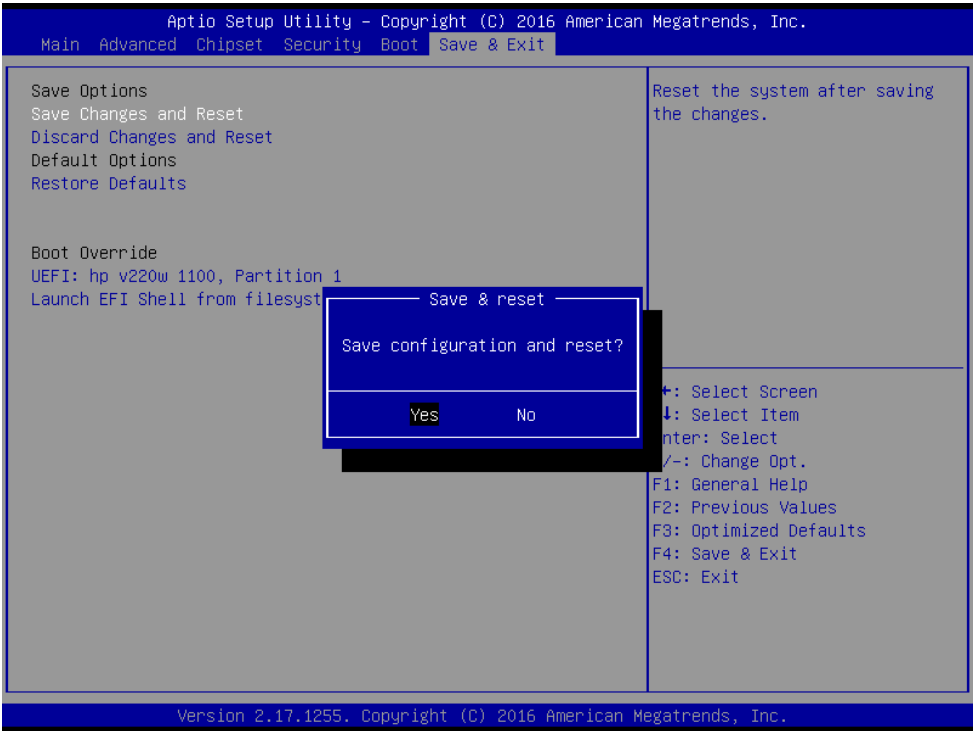 Aptio Setup Utility – Copyright (C) 2016 American Megatrends, Inc.
Main Advanced Chipset Security Boot Save & Exit
Save Options
Save Changes and Reset
Discard Changes and Reset
Default Options
Restore Defaults
Boot Override
UEFI: hp v220w 1100, Partition 1
Launch EFI Shell from filesyst
Save & reset
Save configuration and reset?
Yes No
Reset the system after saving
the changes.
: Select Screen
: Select Item
nter: Select
/-: Change Opt.
F1: General Help
F2: Previous Values
F3: Optimized Defaults
F4: Save & Exit
ESC: Exit
Version 2.17.1255. Copyright (C) 2016 American Megatrends, Inc.